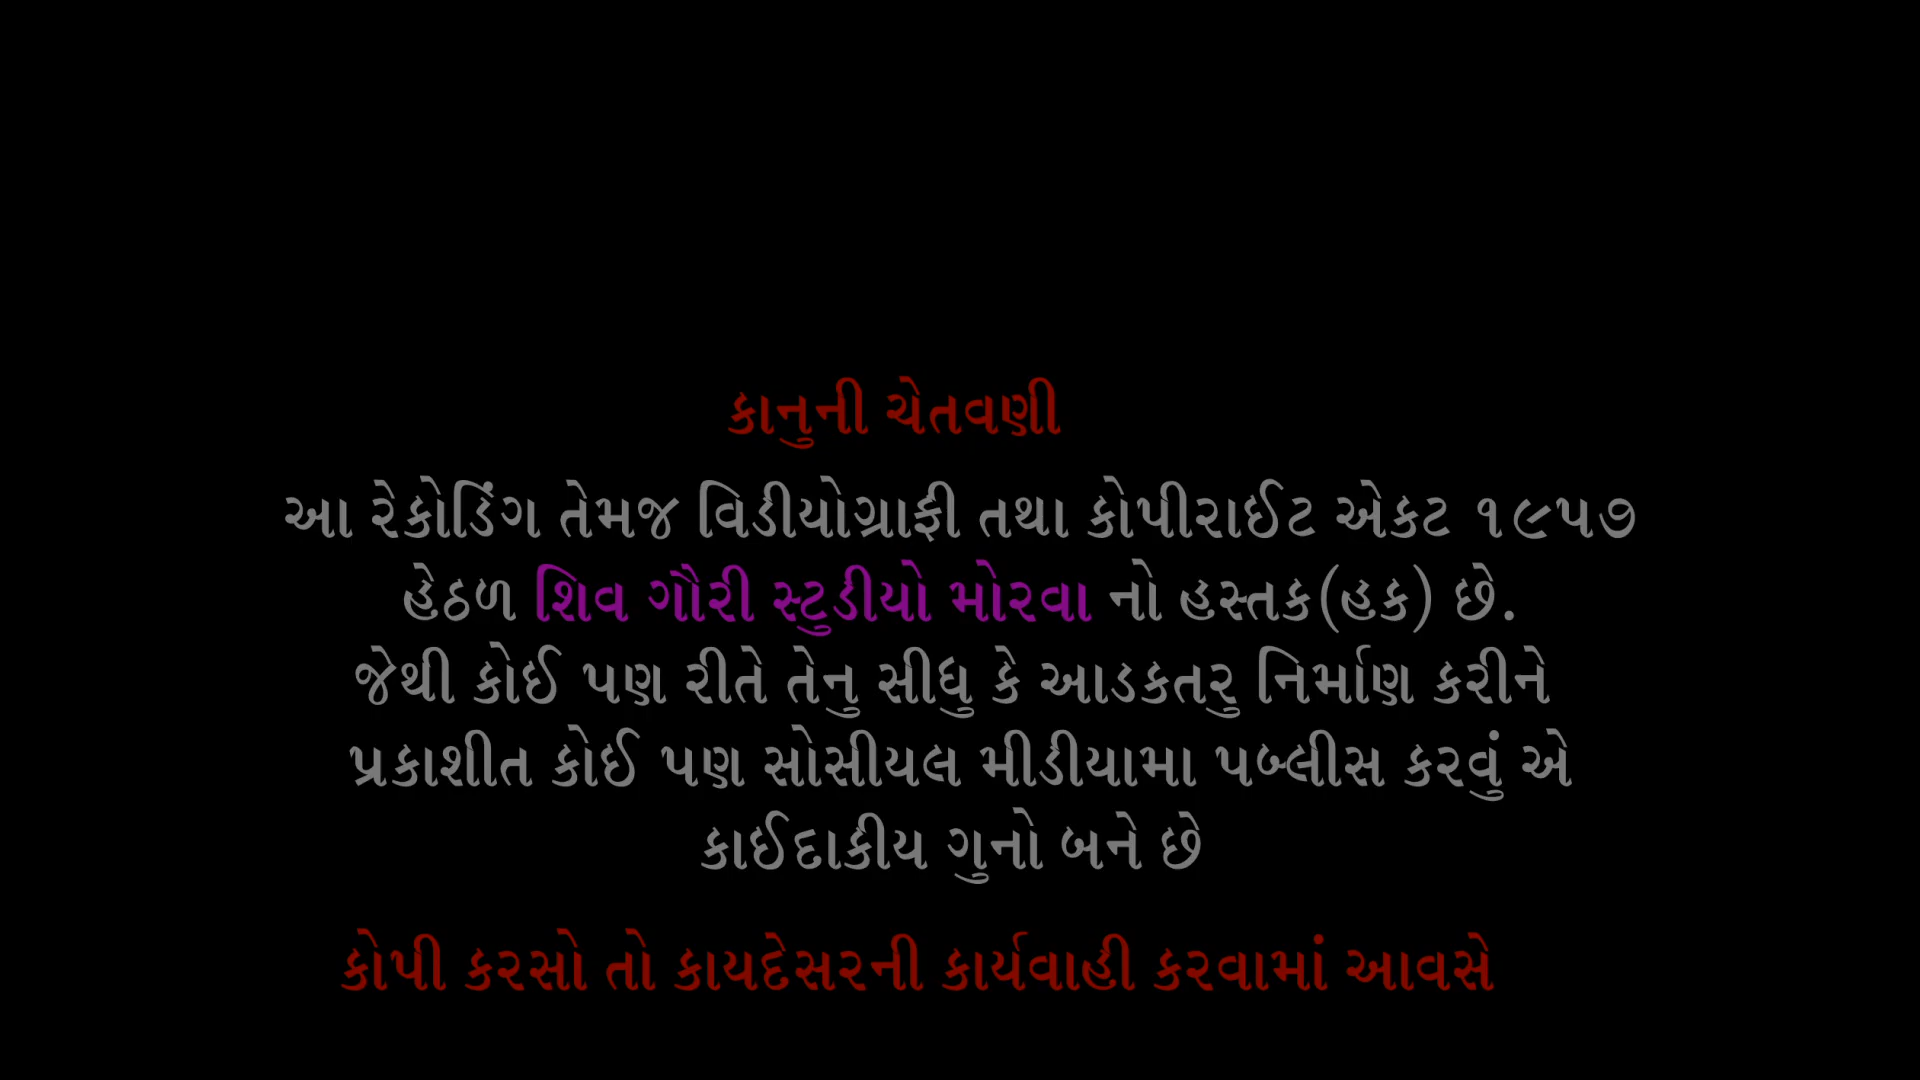 કાનુની ચેતવણી
આ રેકોડિંગ તેમજ વિડીયોગ્રાફી તથા કોપીરાઈટ એકટ ૧૯૫૭
હેઠળ શિવ ગૌરી સ્ટુડીયો મોરવા નો હસ્તક(હક) છે.
જેથી કોઈ પણ રીતે તેનુ સીધુ કે આડકતરુ નિર્માણ કરીને
પ્રકાશીત કોઈ પણ સોસીયલ મીડીયામા પબ્લીસ કરવું એ
કાઈદાકીય ગુનો બને છે
કોપી કરસો તો કાયદેસરની કાર્યવાહી કરવામાં આવસે